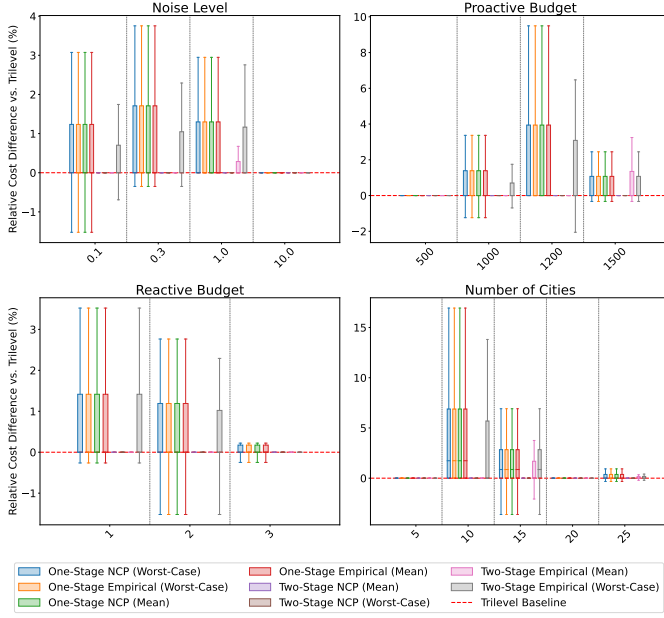 Noise Level
Proactive Budget
Relative Cost Difference vs. Trilevel (%)
4
3
2
1
0
−1
0.1
0.3
1.0
10.0
10
8
6
4
2
0
−2
500
1000
1200
1500
Reactive Budget
Number of Cities
Relative Cost Difference vs. Trilevel (%)
3
2
1
0
−1
1
2
3
15
10
5
0
5
10
15
20
25
One-Stage NCP (Worst-Case)
One-Stage Empirical (Mean)
Two-Stage Empirical (Mean)
One-Stage Empirical (Worst-Case)
Two-Stage NCP (Mean)
Two-Stage Empirical (Worst-Case)
One-Stage NCP (Mean)
Two-Stage NCP (Worst-Case)
Trilevel Baseline